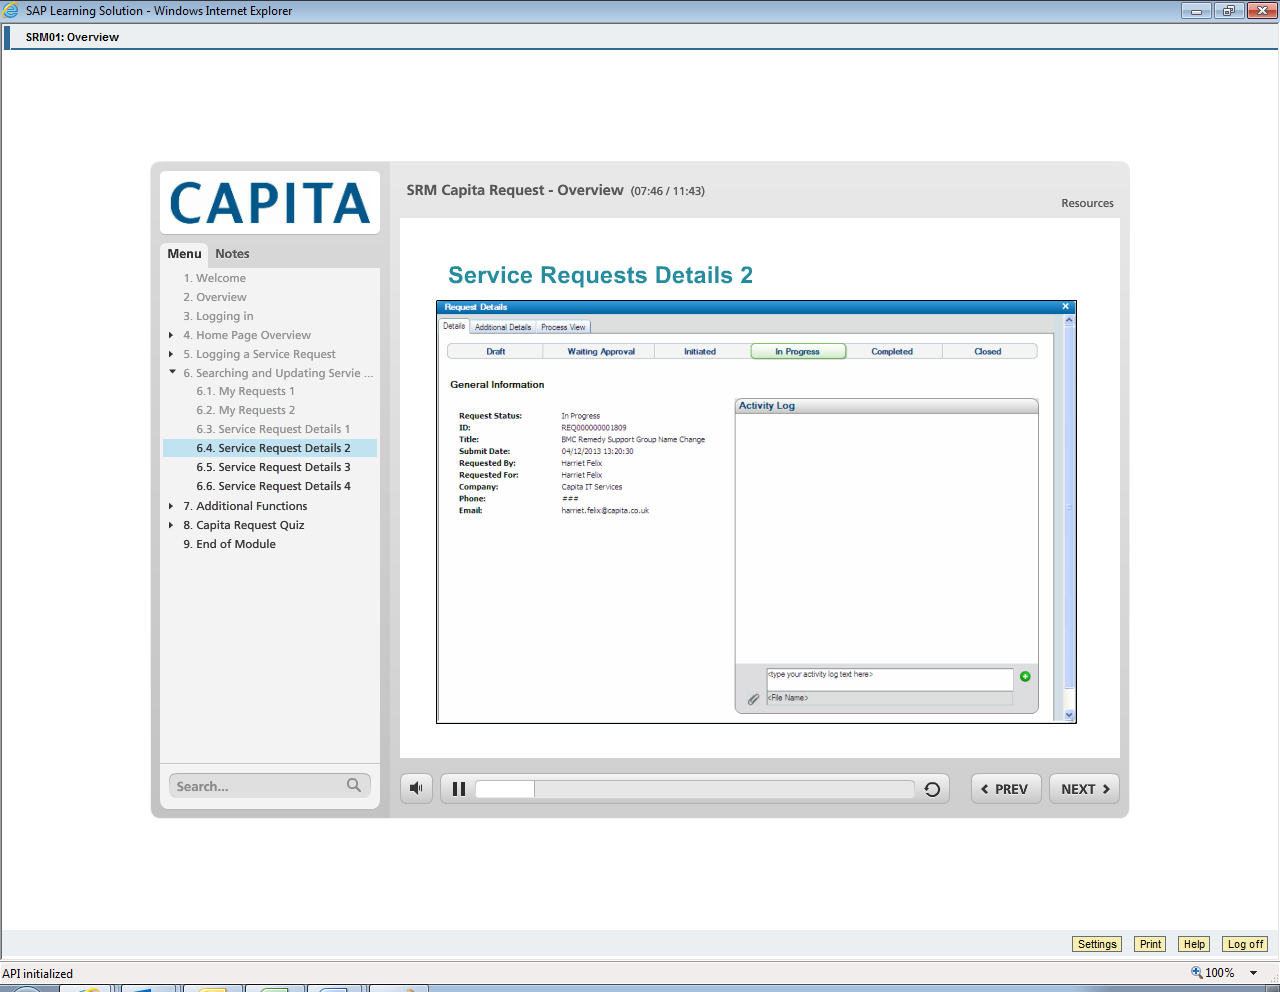 SAP Learning Solution - Windows Internet Explorer
SRM01: Overview
CAPITA
SRM Capita Request - Overview (07:46 / 11:43)
Resources
Menu Notes
1. Welcome
2. Overview
3. Logging in
4. Home Page Overview
5. Logging a Service Request
6. Searching and Updating Servie ...
6.1. My Requests 1
6.2. My Requests 2
6.3. Service Request Details 1
6.4. Service Request Details 2
6.5. Service Request Details 3
6.6. Service Request Details 4
7. Additional Functions
8. Capita Request Quiz
9. End of Module
Search...
Service Requests Details 2
Request Details
Details Additional Details Process View
Draft Waiting Approval Initiated In Progress Completed Closed
General Information
Activity Log
Request Status: In Progress
ID: REQ000000001809
Title: BMC Remedy Support Group Name Change
Submit Date: 04/12/2013 13:20:30
Requested By: Harriet Felix
Requested For: Harriet Felix
Company: Capita IT Services
Phone: ###
Email: harriet.felix@capita.co.uk
<type your activity log text here>
<File Name>
PREV NEXT
Settings Print Help Log off
API initialized
100%